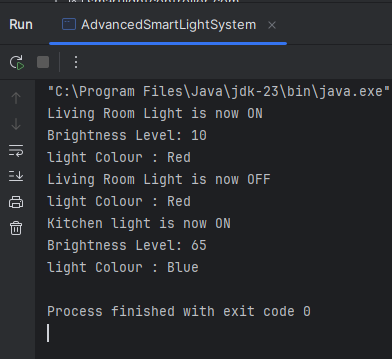 Run AdvancedSmartLightSystem
"C:\Program Files\Java\jdk-23\bin\java.exe"
Living Room Light is now ON
Brightness Level: 10
light Colour : Red
Living Room Light is now OFF
light Colour : Red
Kitchen light is now ON
Brightness Level: 65
light Colour : Blue
Process finished with exit code 0